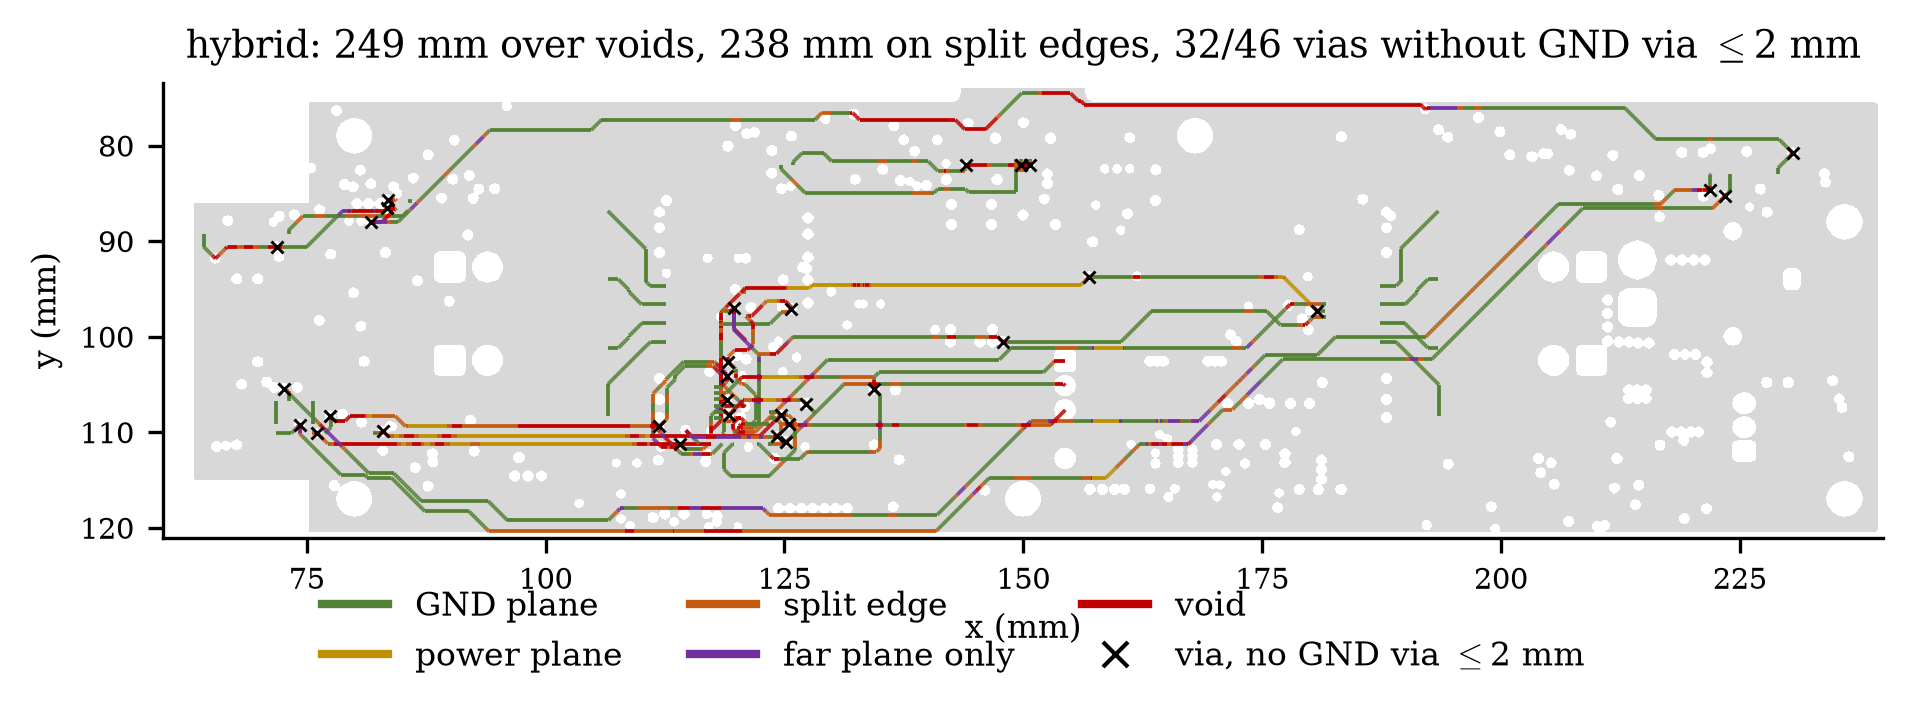 hybrid: 249 mm over voids, 238 mm on split edges, 32/46 vias without GND via ≤ 2 mm
y (mm)
80
90
100
110
120
75 100 125 150 175 200 225
x (mm)
GND plane split edge void
power plane far plane only via, no GND via ≤ 2 mm